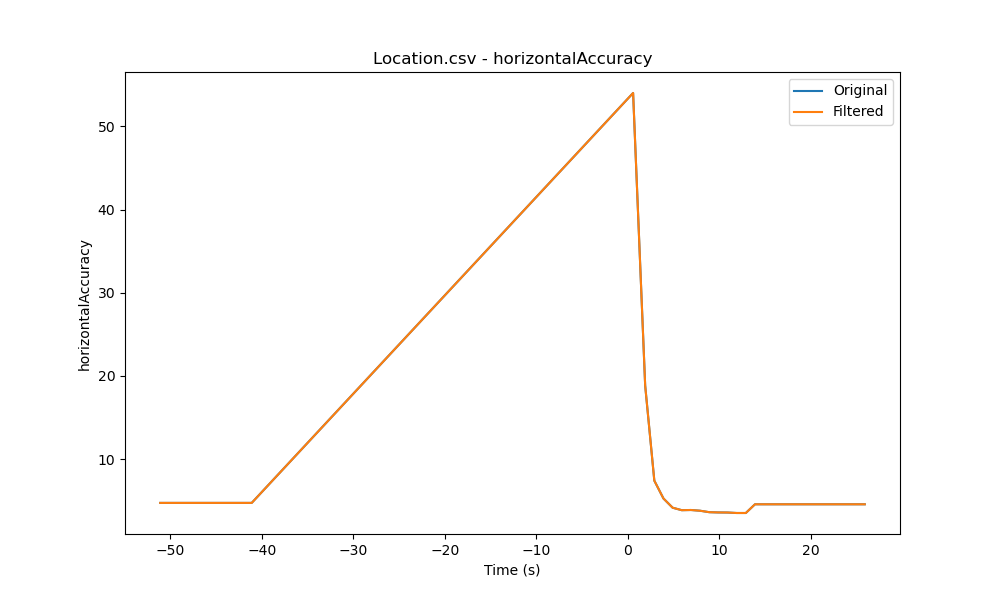 Location.csv - horizontalAccuracy
Original
Filtered
horizontalAccuracy
50
40
30
20
10
−50 −40 −30 −20 −10 0 10 20
Time (s)